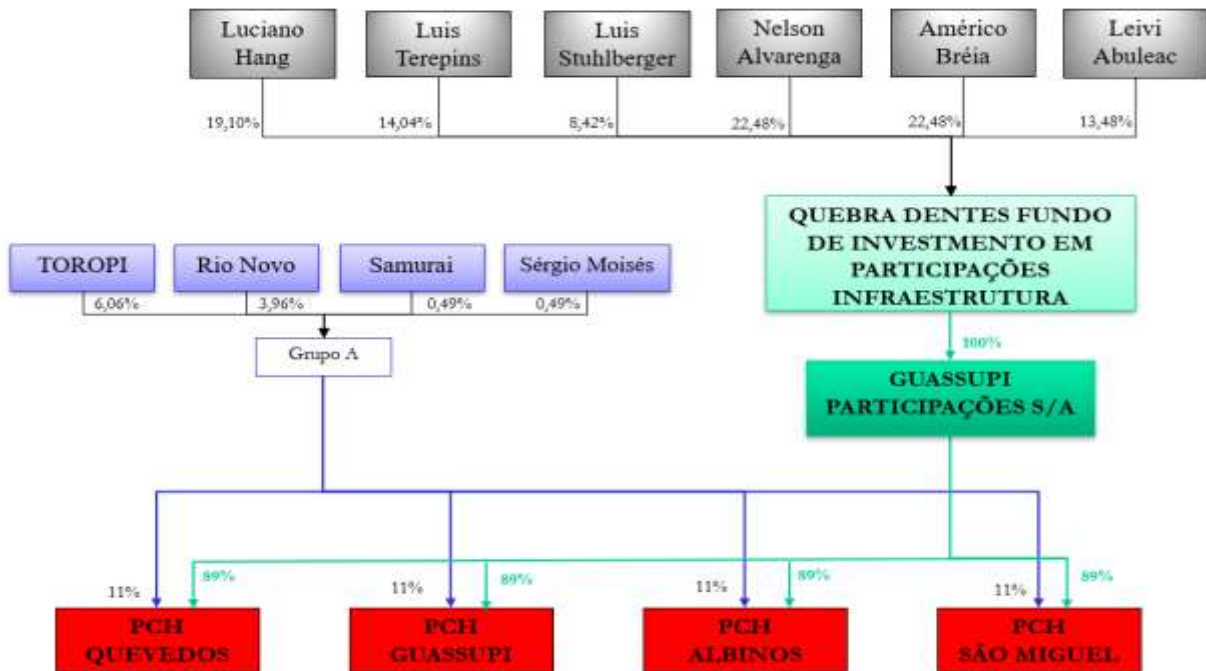 Luciano
Hang
Luis
Terepins
Luis
Stuhlberger
Nelson
Alvarenga
Américo
Bréia
Leivi
Abuleac
19,10%
14,04%
8,42%
22,48%
22,48%
13,48%
QUEBRA DENTES FUNDO
DE INVESTMENTO EM
PARTICIPAÇÕES
INFRAESTRUTURA
TOROPI
Rio Novo
Samurai
Sérgio Moisés
6,06%
3,96%
0,49%
0,49%
Grupo A
100%
GUASSUPI
PARTICIPAÇÕES S/A
11%
89%
11%
89%
11%
89%
11%
89%
PCH
QUEVEDOS
PCH
GUASSUPI
PCH
ALBINOS
PCH
SÃO MIGUEL